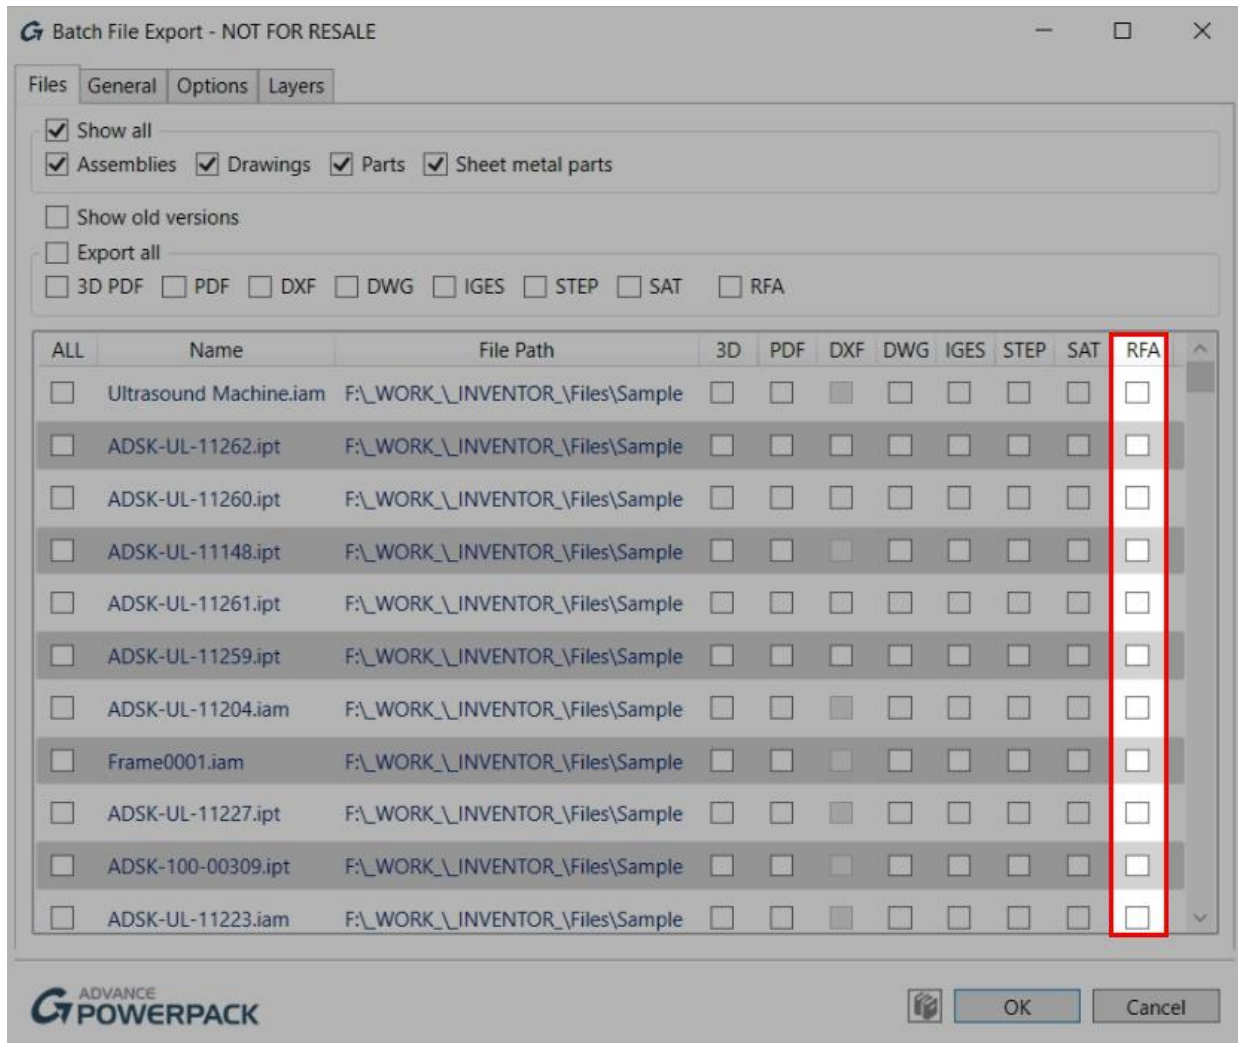 Batch File Export - NOT FOR RESALE
Files General Options Layers
Show all
Assemblies Drawings Parts Sheet metal parts
Show old versions
Export all
3D PDF PDF DXF DWG IGES STEP SAT RFA
ALL Name File Path 3D PDF DXF DWG IGES STEP SAT RFA
Ultrasound Machine.iam F:\_WORK_\_INVENTOR_\Files\Sample
ADSK-UL-11262.ipt F:\_WORK_\_INVENTOR_\Files\Sample
ADSK-UL-11260.ipt F:\_WORK_\_INVENTOR_\Files\Sample
ADSK-UL-11148.ipt F:\_WORK_\_INVENTOR_\Files\Sample
ADSK-UL-11261.ipt F:\_WORK_\_INVENTOR_\Files\Sample
ADSK-UL-11259.ipt F:\_WORK_\_INVENTOR_\Files\Sample
ADSK-UL-11204.iam F:\_WORK_\_INVENTOR_\Files\Sample
Frame0001.iam F:\_WORK_\_INVENTOR_\Files\Sample
ADSK-UL-11227.ipt F:\_WORK_\_INVENTOR_\Files\Sample
ADSK-100-00309.ipt F:\_WORK_\_INVENTOR_\Files\Sample
ADSK-UL-11223.iam F:\_WORK_\_INVENTOR_\Files\Sample
ADVANCE
POWERPACK
OK Cancel